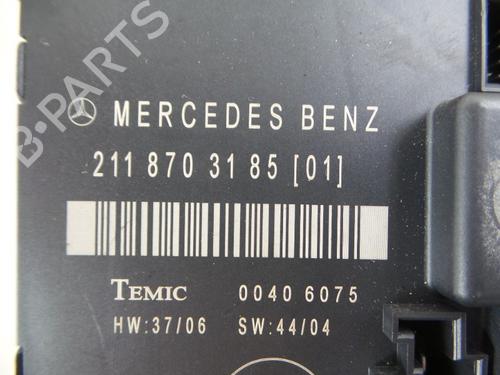 B-PARTS
MERCEDES BENZ
211 870 31 85 [01]
TEMIC 0040 6075
HW:37/06 SW:44/04